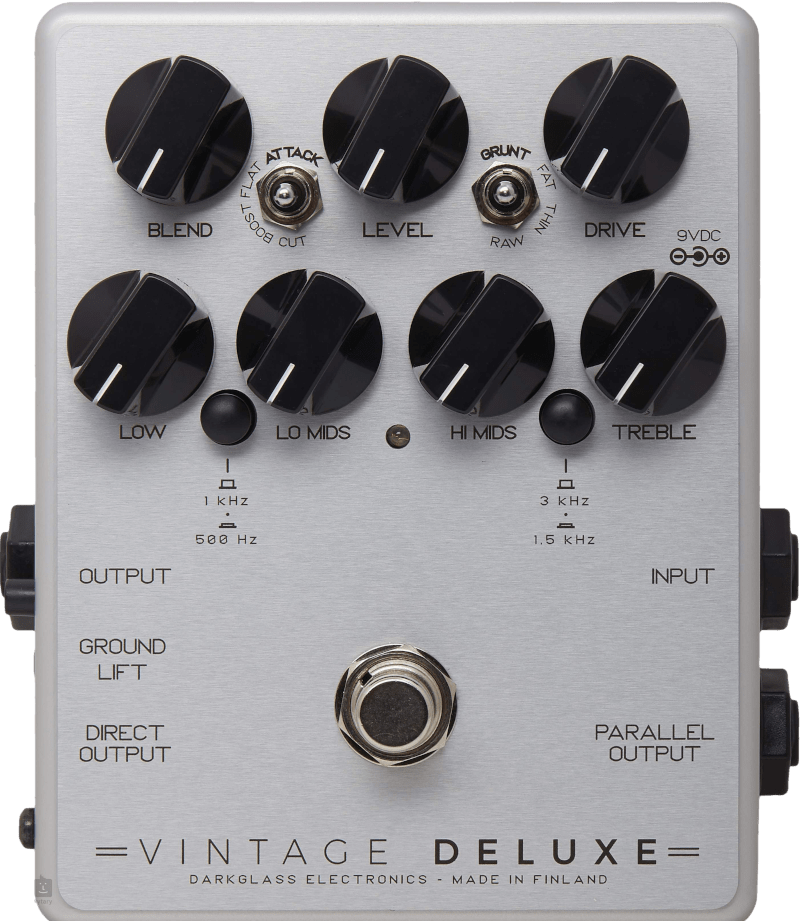 ATTACK
FLAT
BOOST
CUT
GRUNT
FAT
THIN
RAW
BLEND
LEVEL
DRIVE
9VDC
LOW
LO MIDS
HI MIDS
TREBLE
1 kHz
3 kHz
500 Hz
1.5 kHz
OUTPUT
INPUT
GROUND
LIFT
DIRECT
OUTPUT
PARALLEL
OUTPUT
VINTAGE DELUXE
DARKGLASS ELECTRONICS - MADE IN FINLAND